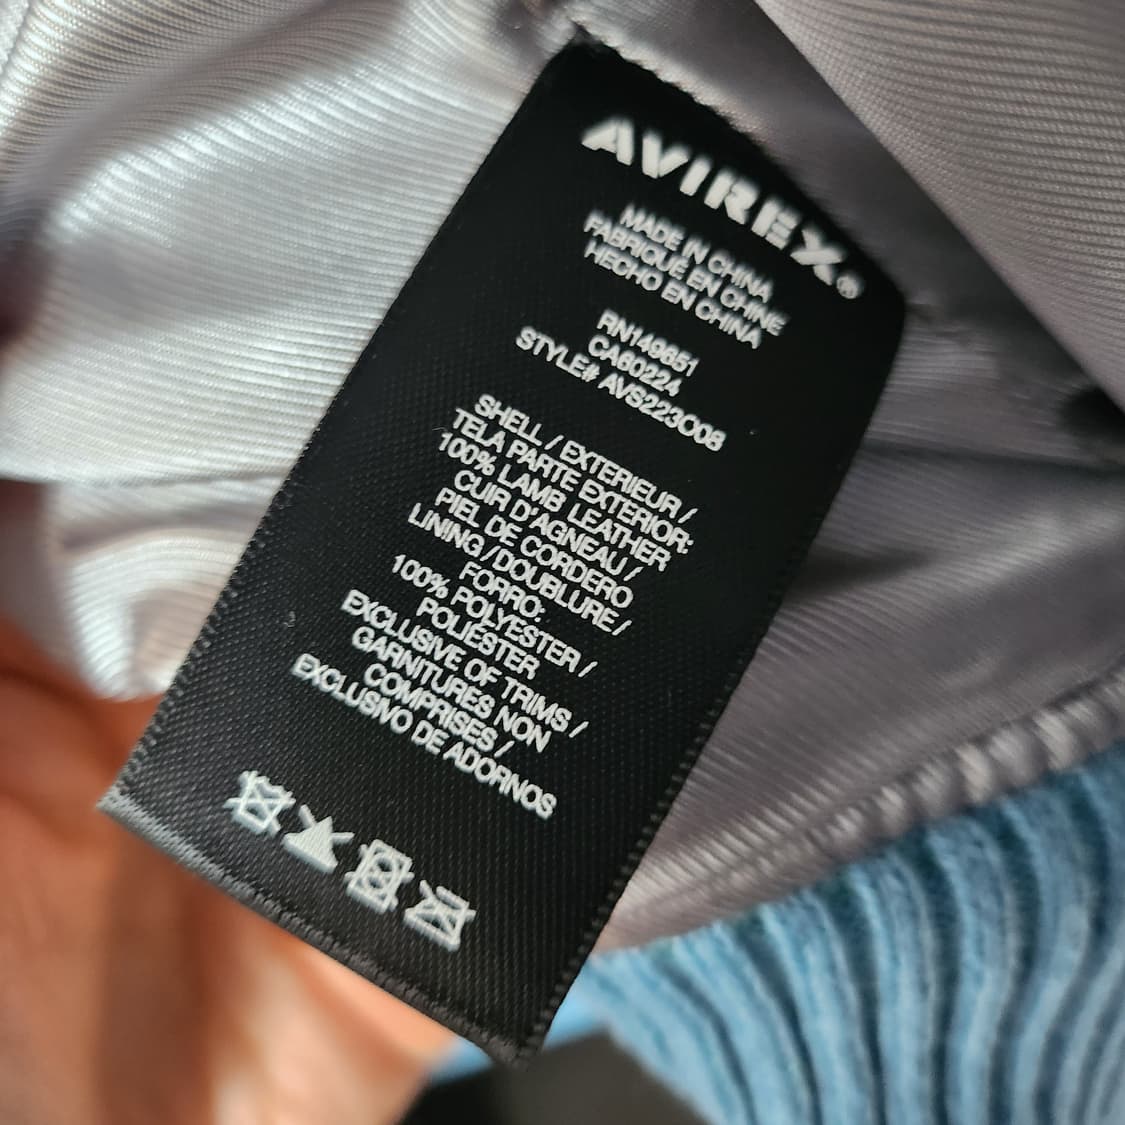 AVIREX®
MADE IN CHINA
FABRIQUÉ EN CHINE
HECHO EN CHINA
RN149651
CA60224
STYLE# AVS223C08
SHELL / EXTERIEUR /
TELA PARTE EXTERIOR:
100% LAMB LEATHER
CUIR D'AGNEAU /
PIEL DE CORDERO
LINING / DOUBLURE /
FORRO:
100% POLYESTER /
POLIÉSTER
EXCLUSIVE OF TRIMS /
GARNITURES NON
COMPRISES /
EXCLUSIVO DE ADORNOS